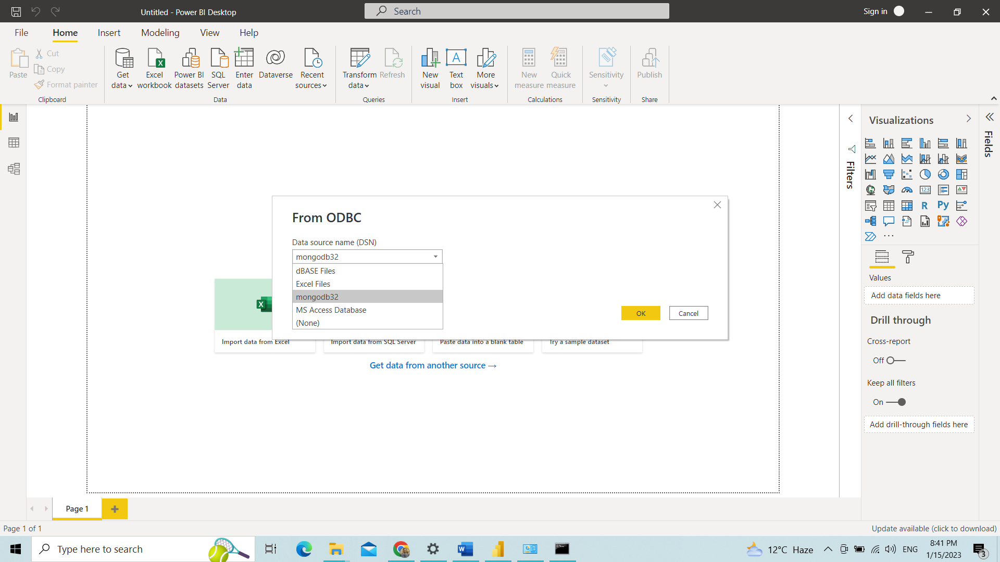 Untitled - Power BI Desktop
Search
Sign in
File
Home
Insert
Modeling
View
Help
Paste
Cut
Copy
Format painter
Clipboard
Get data
Excel workbook
Power BI datasets
SQL Server
Enter data
Dataverse
Recent sources
Data
Transform data
Refresh
Queries
New visual
Text box
More visuals
Insert
New measure
Quick measure
Calculations
Sensitivity
Sensitivity
Publish
Share
From ODBC
Data source name (DSN)
mongodb32
dBASE Files
Excel Files
mongodb32
MS Access Database
(None)
OK
Cancel
Import data from Excel
Import data from SQL Server
Paste data into a blank table
Try a sample dataset
Get data from another source →
Filters
Visualizations
Fields
123
R
Py
...
Values
Add data fields here
Drill through
Cross-report
Off
Keep all filters
On
Add drill-through fields here
Page 1
Page 1 of 1
Update available (click to download)
Type here to search
12°C Haze
ENG
8:41 PM
1/15/2023
3